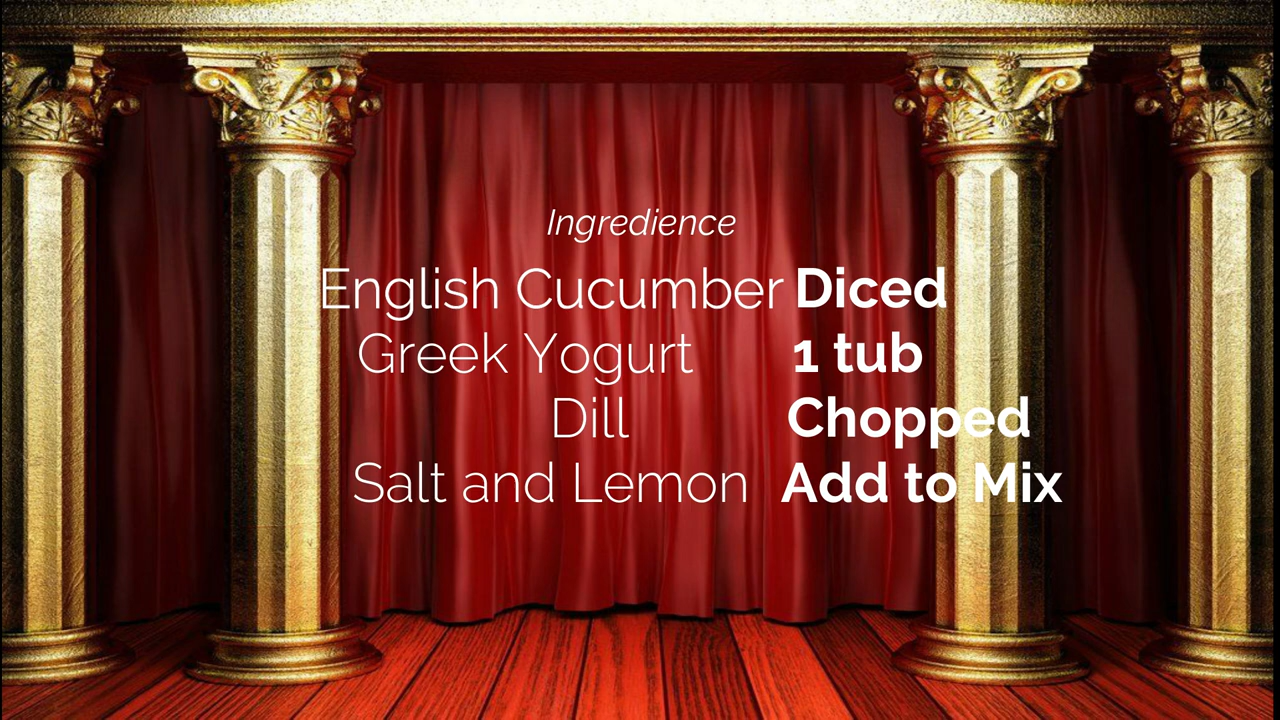 Ingredience
English Cucumber Diced
Greek Yogurt 1 tub
Dill Chopped
Salt and Lemon Add to Mix